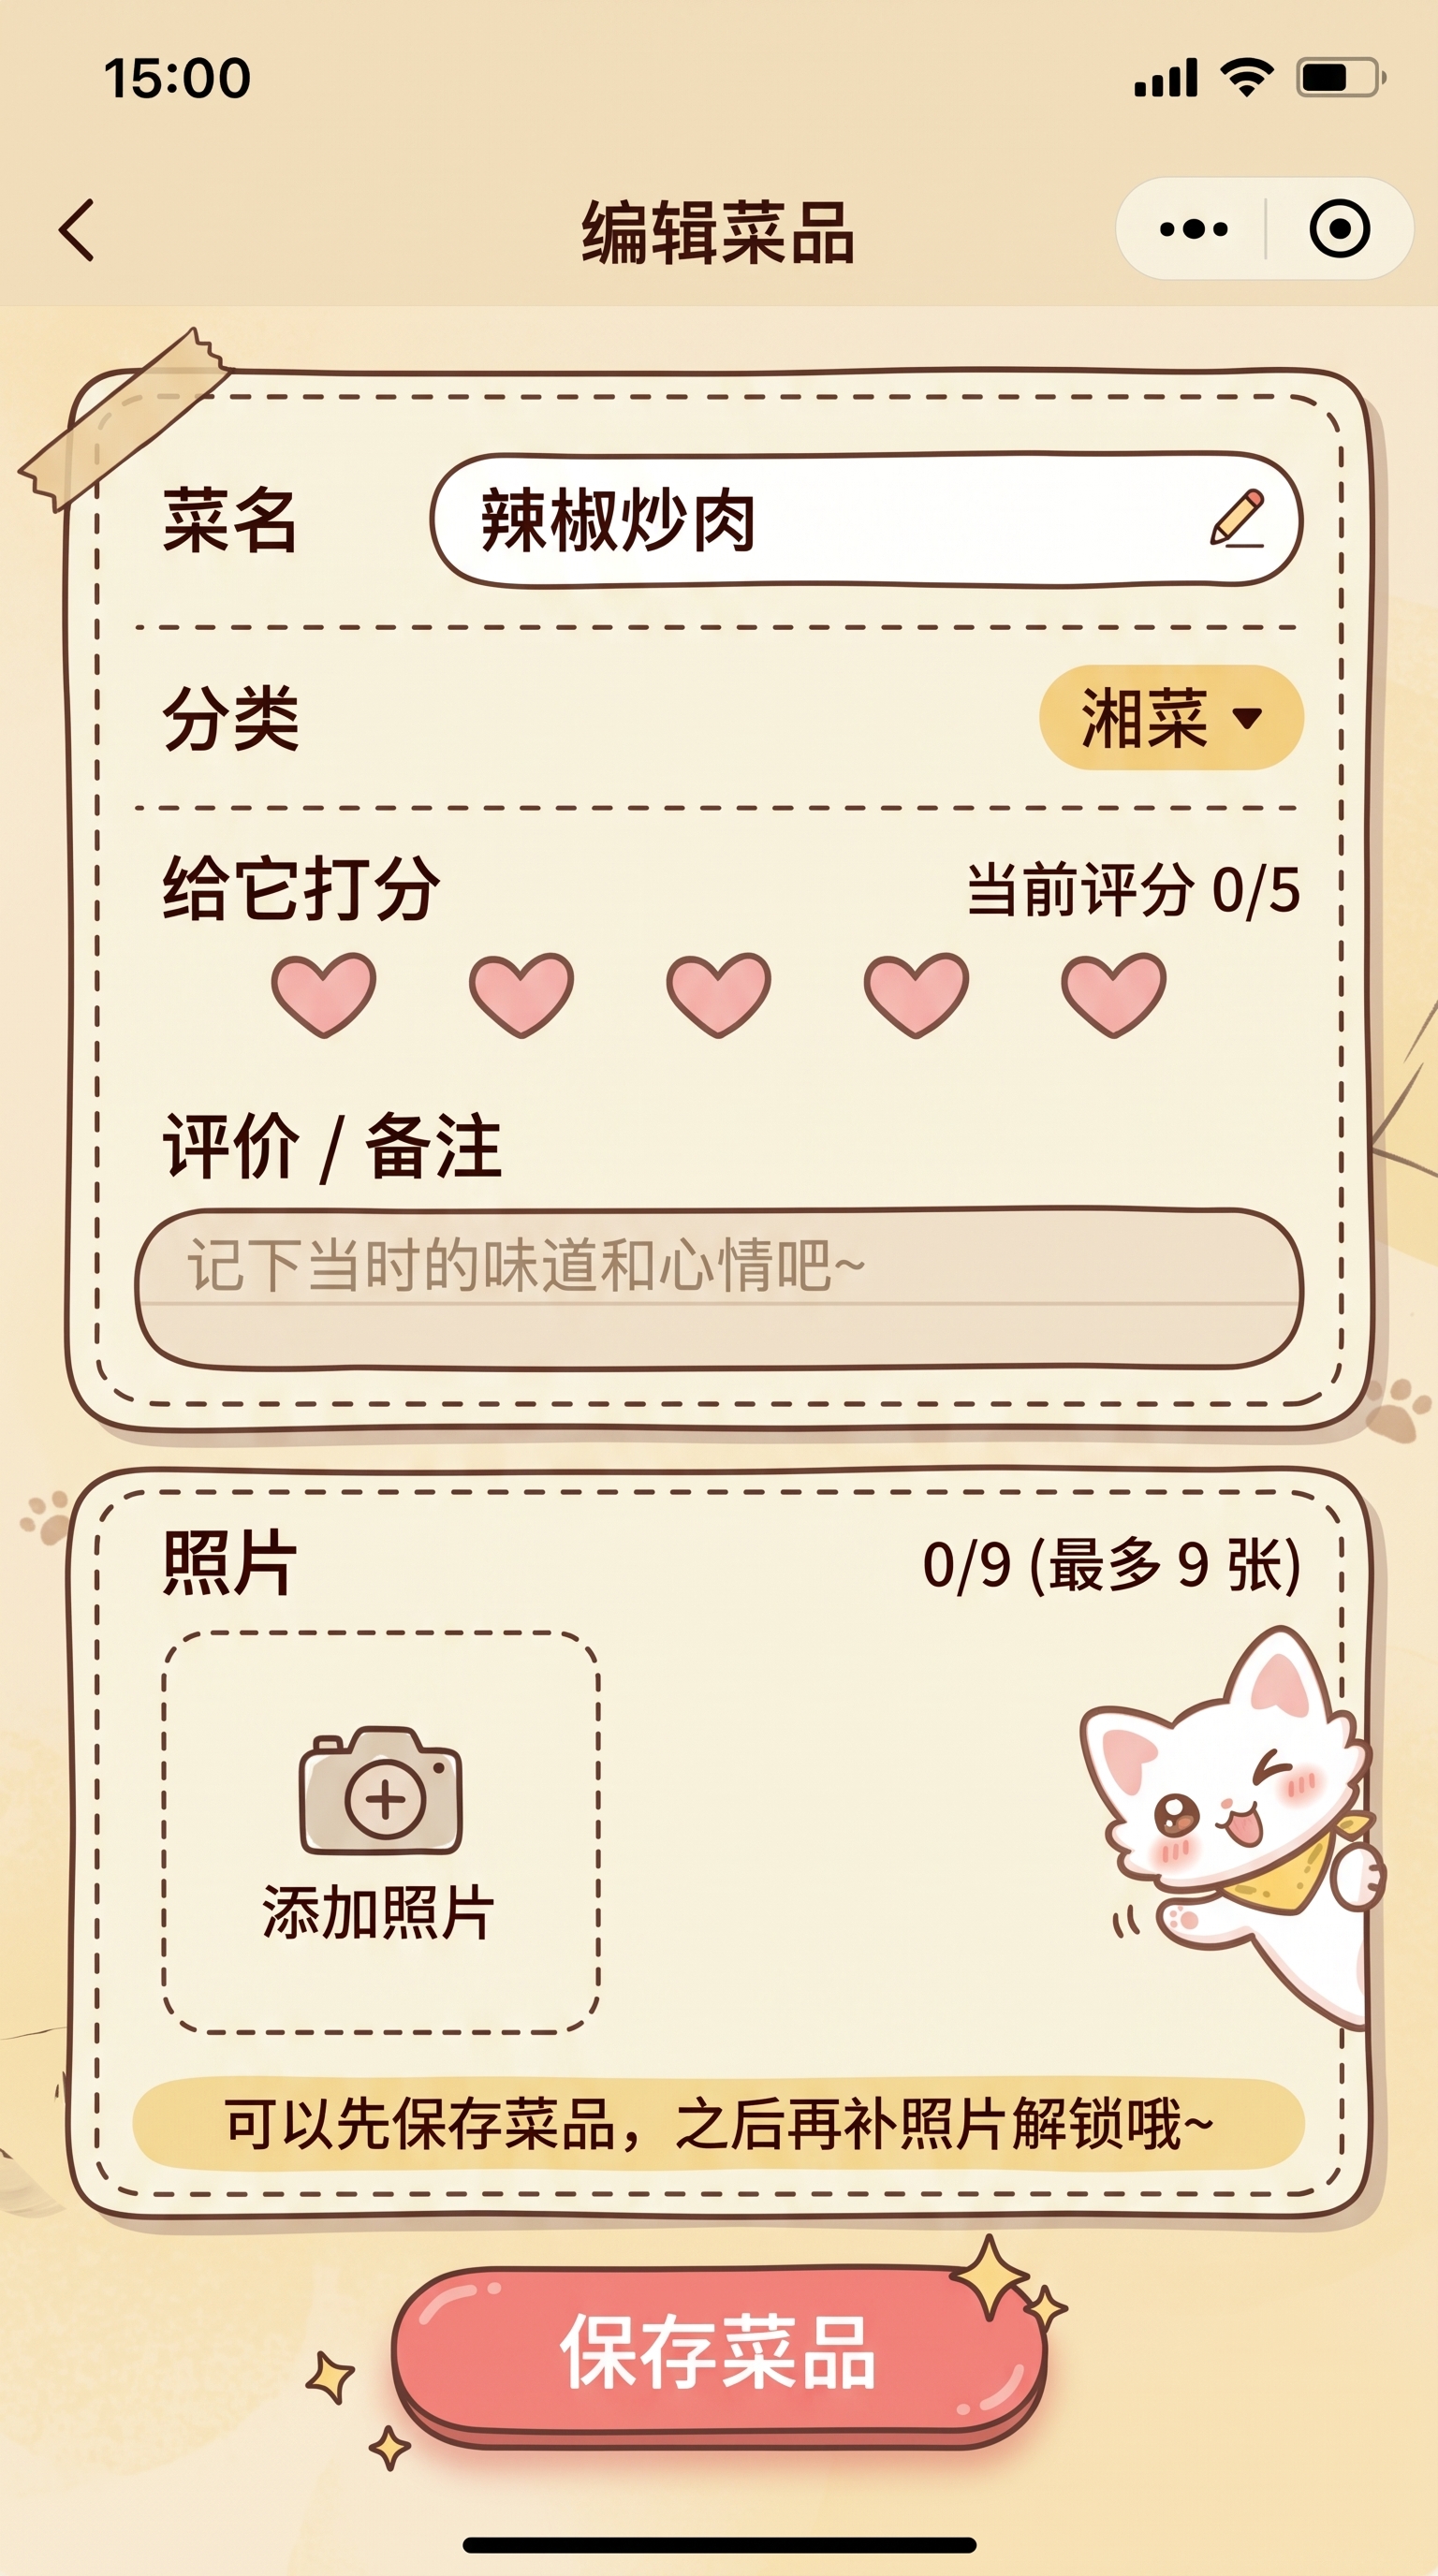 15:00
编辑菜品
菜名 辣椒炒肉
分类 湘菜
给它打分 当前评分 0/5
评价 / 备注
记下当时的味道和心情吧~
照片 0/9 (最多 9 张)
添加照片
可以先保存菜品，之后再补照片解锁哦~
保存菜品